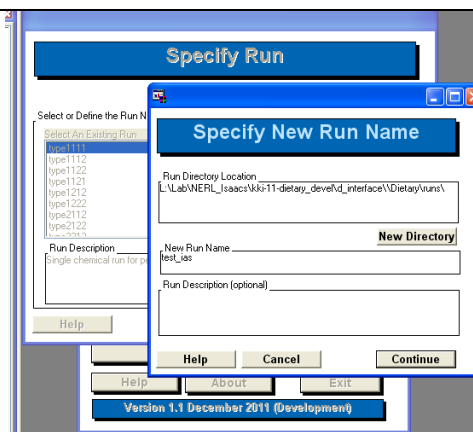 Specify Run
Select or Define the Run N
Select An Existing Run
type1111
type1112
type1122
type1121
type1212
type1222
type2112
type2122
Run Description
Single chemical run for pe
Help
Specify New Run Name
Run Directory Location
L:\Lab\NERL_Isaacs\kki-11-dietary_devel\d_interface\\Dietary\runs\
New Directory
New Run Name
test_ias
Run Description (optional)
Help Cancel Continue
Help About Exit
Version 1.1 December 2011 (Development)